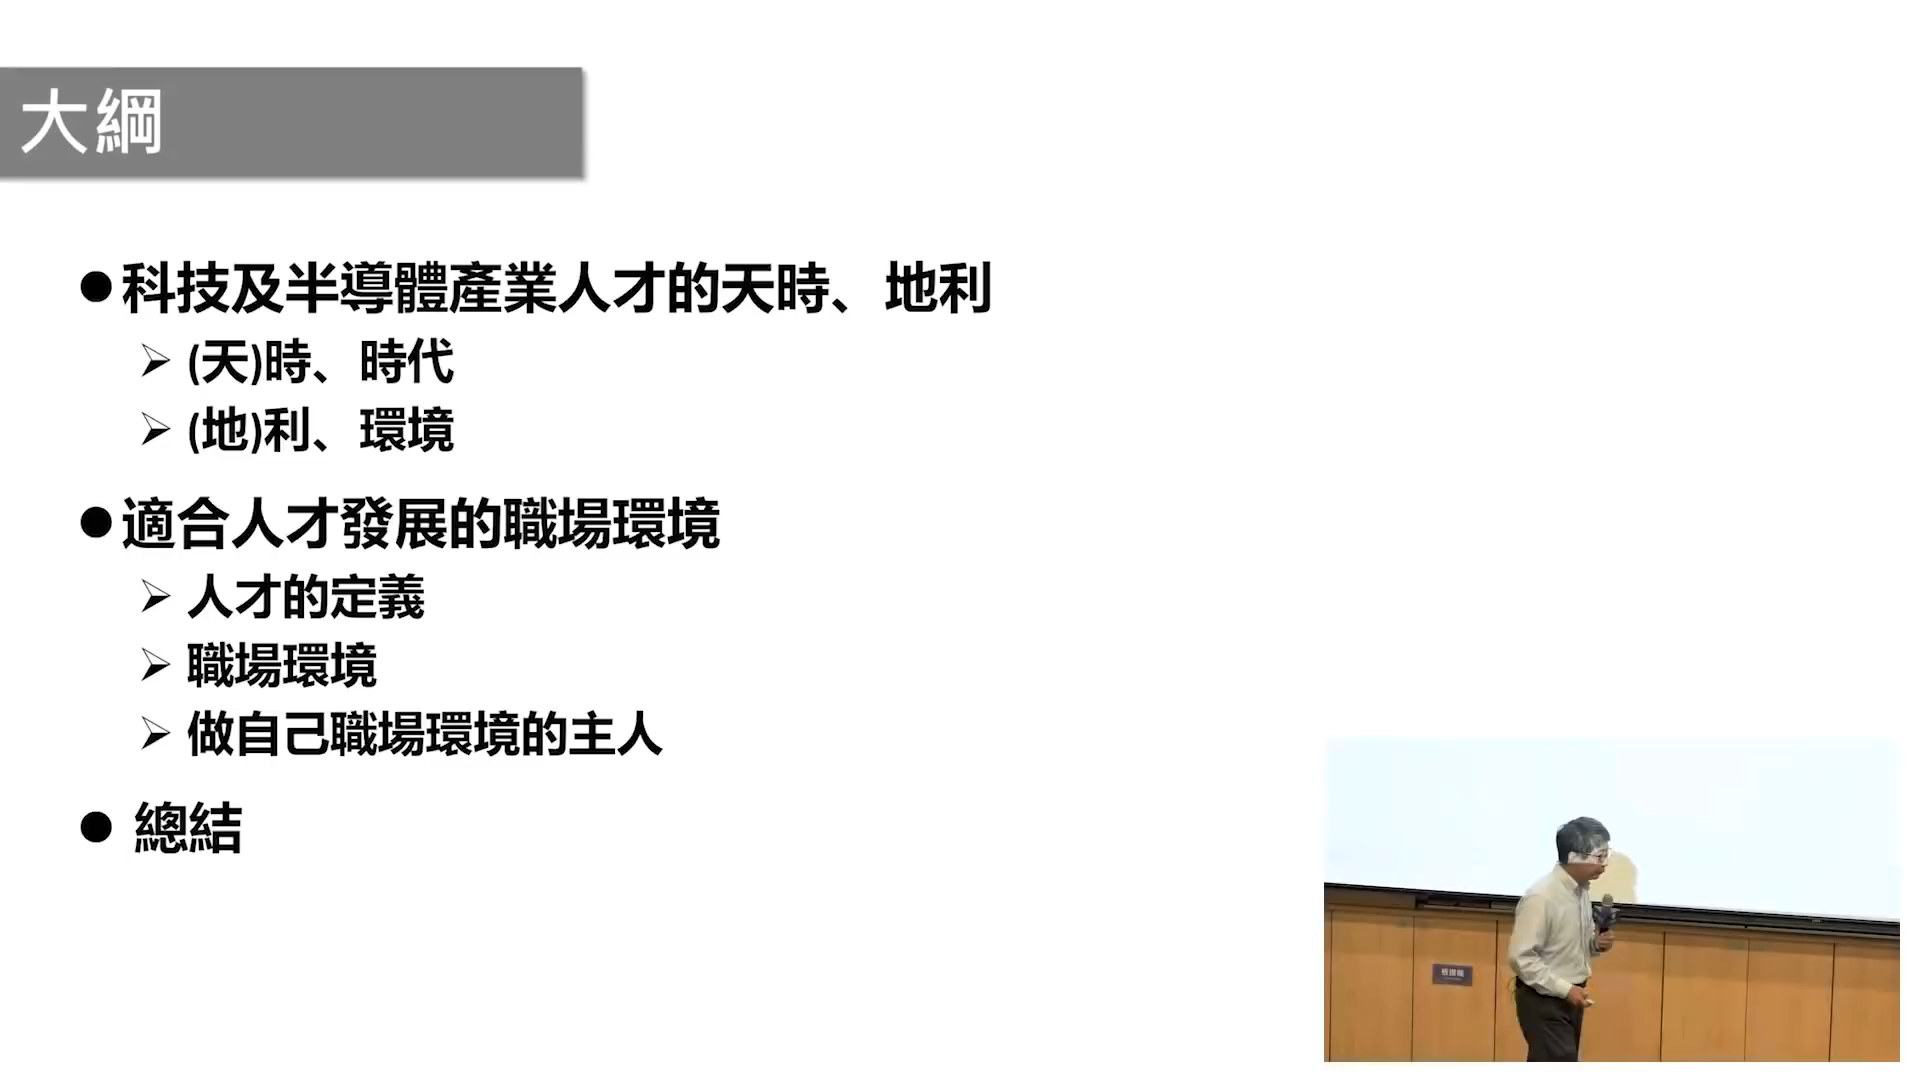 大綱
●科技及半導體產業人才的天時、地利
➢ (天)時、時代
➢ (地)利、環境
●適合人才發展的職場環境
➢ 人才的定義
➢ 職場環境
➢ 做自己職場環境的主人
● 總結